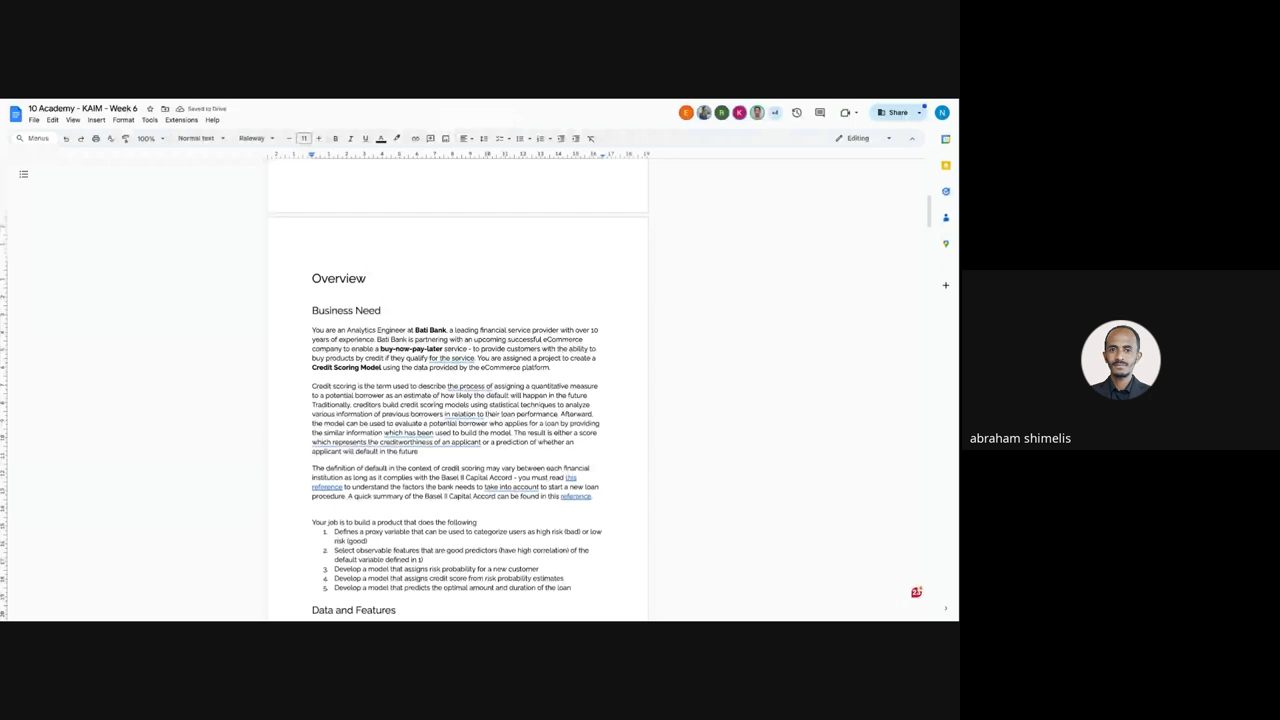 10 Academy - KAIM - Week 6
Saved to Drive
File Edit View Insert Format Tools Extensions Help
+4
Share
N
Menus
100%
Normal text
Raleway
11
Editing
Overview
Business Need
You are an Analytics Engineer at Bati Bank, a leading financial service provider with over 10
years of experience. Bati Bank is partnering with an upcoming successful eCommerce
company to enable a buy-now-pay-later service - to provide customers with the ability to
buy products by credit if they qualify for the service. You are assigned a project to create a
Credit Scoring Model using the data provided by the eCommerce platform.
Credit scoring is the term used to describe the process of assigning a quantitative measure
to a potential borrower as an estimate of how likely the default will happen in the future.
Traditionally, creditors build credit scoring models using statistical techniques to analyze
various information of previous borrowers in relation to their loan performance. Afterward,
the model can be used to evaluate a potential borrower who applies for a loan by providing
the similar information which has been used to build the model. The result is either a score
which represents the creditworthiness of an applicant or a prediction of whether an
applicant will default in the future.
The definition of default in the context of credit scoring may vary between each financial
institution as long as it complies with the Basel II Capital Accord - you must read this
reference to understand the factors the bank needs to take into account to start a new loan
procedure. A quick summary of the Basel II Capital Accord can be found in this reference.
Your job is to build a product that does the following
1. Defines a proxy variable that can be used to categorize users as high risk (bad) or low
risk (good)
2. Select observable features that are good predictors (have high correlation) of the
default variable defined in 1)
3. Develop a model that assigns risk probability for a new customer
4. Develop a model that assigns credit score from risk probability estimates
5. Develop a model that predicts the optimal amount and duration of the loan
Data and Features
abraham shimelis